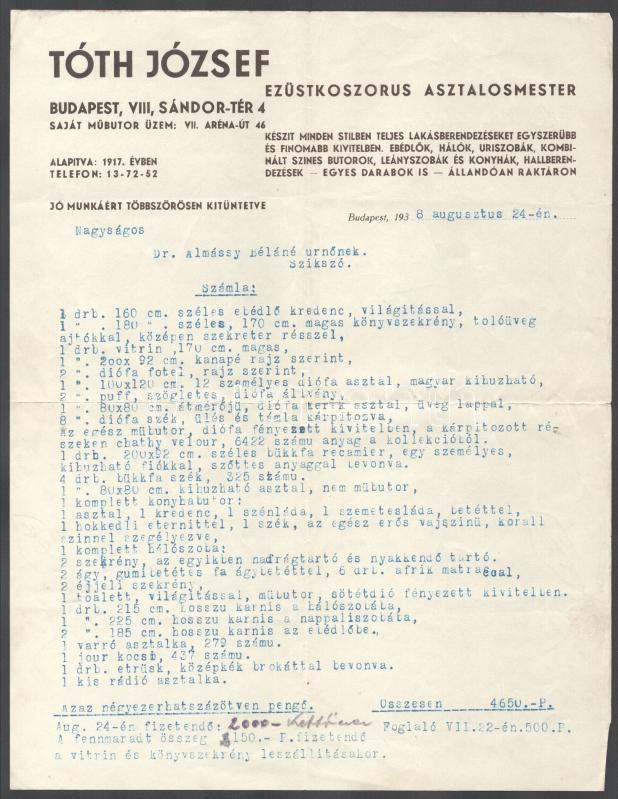 TÓTH JÓZSEF
EZÜSTKOSZORUS ASZTALOSMESTER
BUDAPEST, VIII, SÁNDOR-TÉR 4
SAJÁT MŰBUTOR ÜZEM: VII. ARÉNA-ÚT 46
KÉSZIT MINDEN STILBEN TELJES LAKÁSBERENDEZÉSEKET EGYSZERÜBB
ÉS FINOMABB KIVITELBEN. EBÉDLŐK, HÁLÓK, URISZOBÁK, KOMBI-
NÁLT SZINES BUTOROK, LEÁNYSZOBÁK ÉS KONYHÁK, HALLBEREN-
DEZÉSEK — EGYES DARABOK IS — ÁLLANDÓAN RAKTÁRON
ALAPITVA: 1917. ÉVBEN
TELEFON: 13-72-52
JÓ MUNKÁÉRT TÖBBSZÖRÖSEN KITÜNTETVE
Budapest, 1938 augusztus 24-én.
Nagyságos
Dr. Almássy Béláné urnőnek.
Szikszó.
Számla:
1 drb. 160 cm. széles ebédlő kredenc, világitással,
1 ". 180 " . széles, 170 cm. magas könyvszekrény, tolóüveg
ajtókkal, középen szekreter résszel,
1 drb. vitrin ,170 cm. magas,
1 ". 200x 92 cm. kanapé rajz szerint,
2 ". diófa fotel, rajz szerint,
1 ". 100x120 cm. 12 személyes diófa asztal, magyar kihuzható,
2 ". puff, szögletes, diófa állvány,
1 ". 80x80 cm. átmérőjü, diófa kerek asztal, üveg lappal,
8 ". diófa szék, ülés és támla kárpitozva,
az egész mübutor, diófa fényezett kivitelben, a kárpitozott ré-
szeken chathy velour, 6422 számu anyag a kollekcióból.
1 drb. 200x92 cm. széles bükkfa recamier, egy személyes,
kihuzható fiókkal, szőttes anyaggal bevonva.
4 drb. bükkfa szék, 325 számu.
1 ". 80x80 cm. kihuzható asztal, nem mübutor,
1 komplett konyhabutor:
1 asztal, 1 kredenc, 1 szénláda, 1 szemetesláda, betéttel,
1 hokkedli eternittel, 1 szék, az egész erős vajszinü, korall
szinnel szegélyezve,
1 komplett hálószoba:
2 szekrény, az egyikben nadrágtartó és nyakkendő tartó.
2 ágy, gumibetétes fa ágybetéttel, 6 drb. afrik matraccal,
2 éjjeli szekrény,
1 toalett, világitással, mübutor, sötétdió fényezett kivitelben.
1 drb. 215 cm. hosszu karnis a hálószobába,
1 ". 225 cm. hosszu karnis a nappaliszobába,
2 ". 185 cm. hosszu karnis az ebédlőbe.,
1 varró asztalka, 279 számu.
1 jour kocsi, 437 számu.
1 drb. etrüsk, középkék brokáttal bevonva.
1 kis rádió asztalka.
Azaz négyezerhatszázötven pengő. Összesen 4650.-P.
Aug. 24-én fizetendő: 2000- Foglaló VII.22-én.500.P.
A fennmaradt összeg 2150.- P.fizetendő
a vitrin és könyvszekrény leszállitásakor.